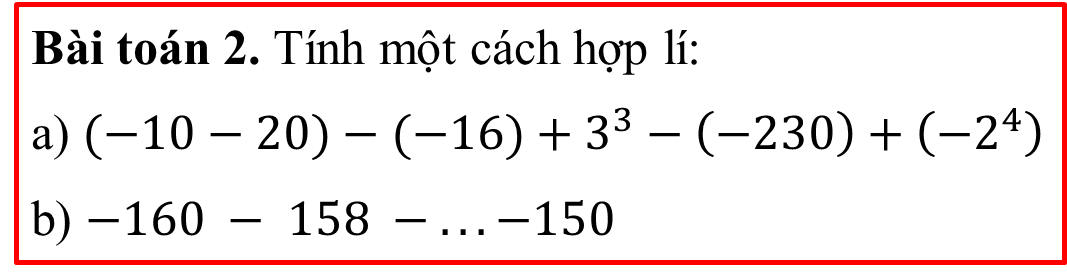 Bài toán 2. Tính một cách hợp lí:
a) (−10 − 20) − (−16) + 3³ − (−230) + (−2⁴)
b) −160 − 158 − … −150